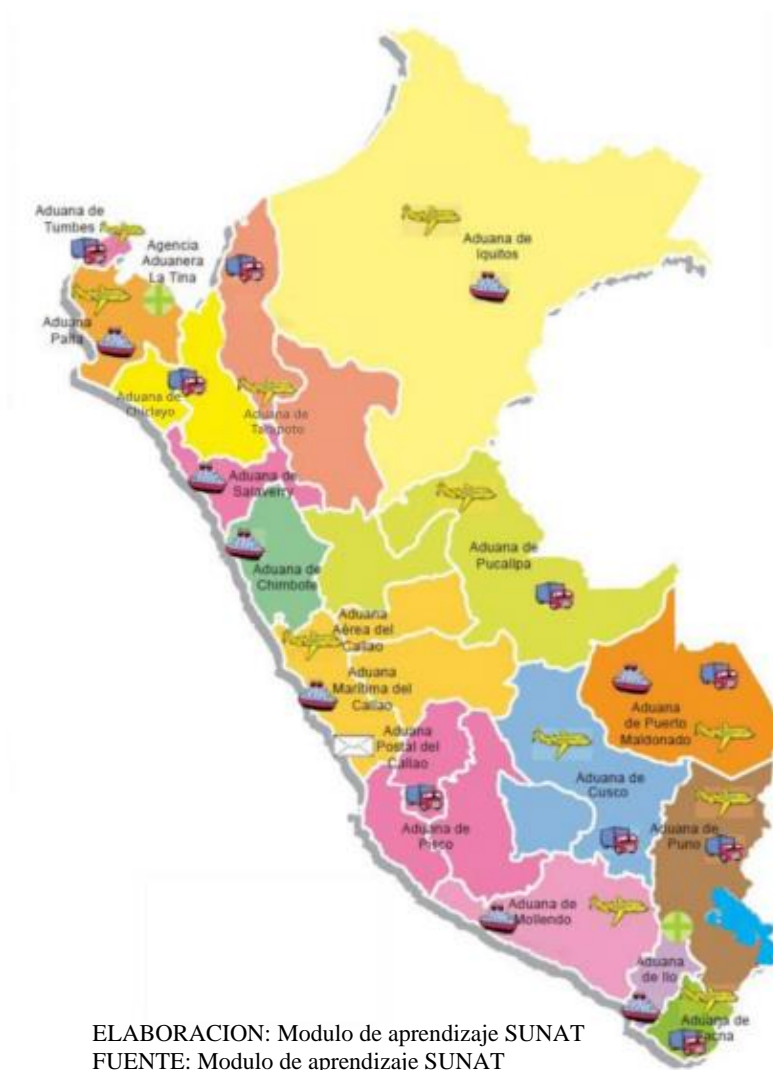 Aduana de
Tumbes
Agencia
Aduanera
La Tina
Aduana
Paita
Aduana de
Chiclayo
Aduana de
Tarapoto
Aduana de
Iquitos
Aduana de
Salaverry
Aduana de
Chimbote
Aduana de
Pucallpa
Aduana
Aérea del
Callao
Aduana
Marítima del
Callao
Aduana
Postal del
Callao
Aduana
de Puerto
Maldonado
Aduana de
Cusco
Aduana de
Pisco
Aduana de
Puno
Aduana de
Mollendo
Aduana
de Ilo
Aduana de
Tacna
ELABORACION: Modulo de aprendizaje SUNAT
FUENTE: Modulo de aprendizaje SUNAT